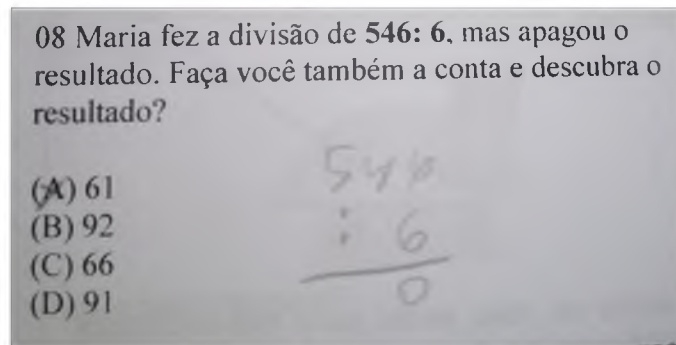 08 Maria fez a divisão de 546: 6, mas apagou o
resultado. Faça você também a conta e descubra o
resultado?
(A) 61
(B) 92
(C) 66
(D) 91
546
: 6
0